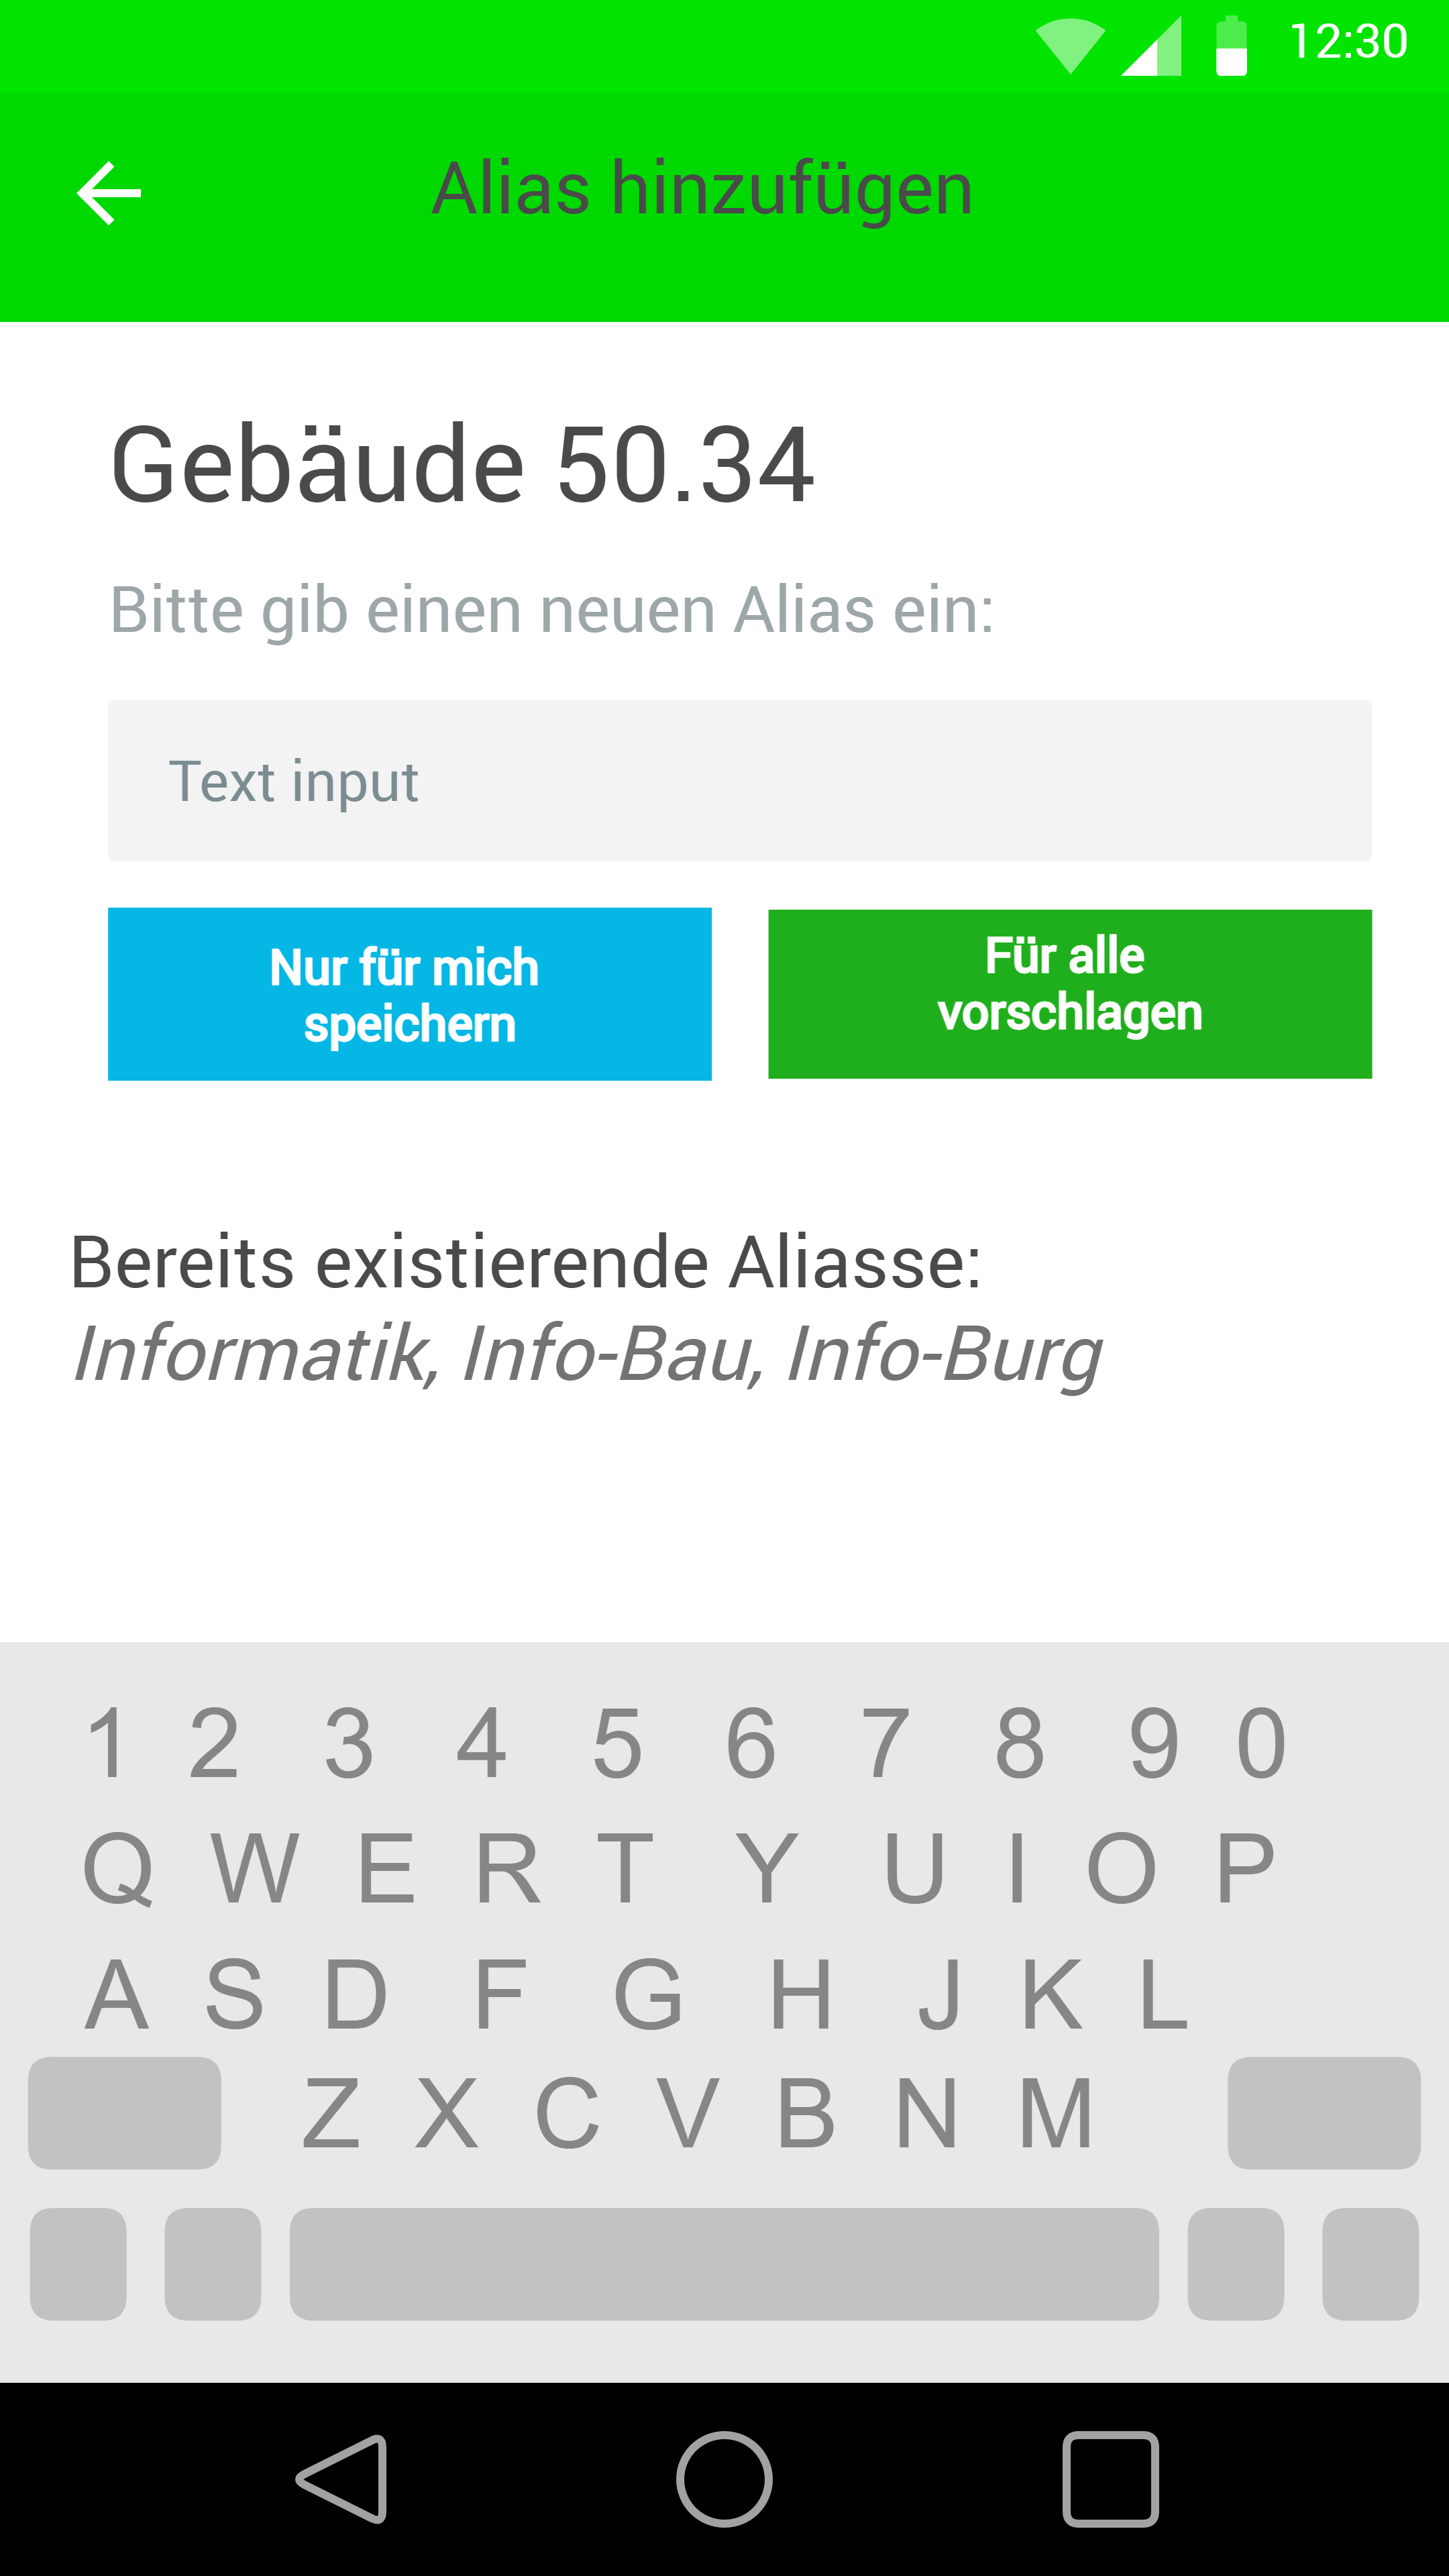 12:30
Alias hinzufügen
Gebäude 50.34
Bitte gib einen neuen Alias ein:
Text input
Nur für mich
speichern
Für alle
vorschlagen
Bereits existierende Aliasse:
Informatik, Info-Bau, Info-Burg
1 2 3 4 5 6 7 8 9 0
Q W E R T Y U I O P
A S D F G H J K L
Z X C V B N M